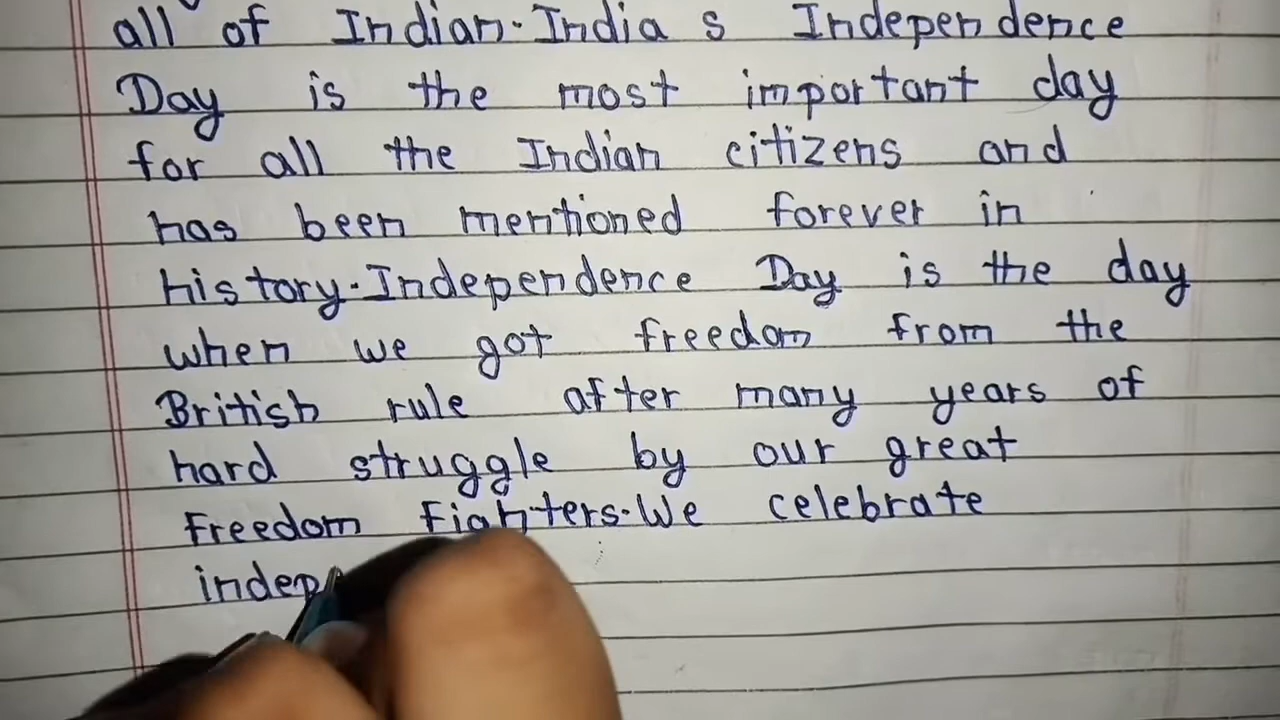 all of Indian.India s Independence
Day is the most important day
for all the Indian citizens and
has been mentioned forever in
history.Independence Day is the day
when we got freedom from the
British rule after many years of
hard struggle by our great
Freedom Fighters.We celebrate
indep